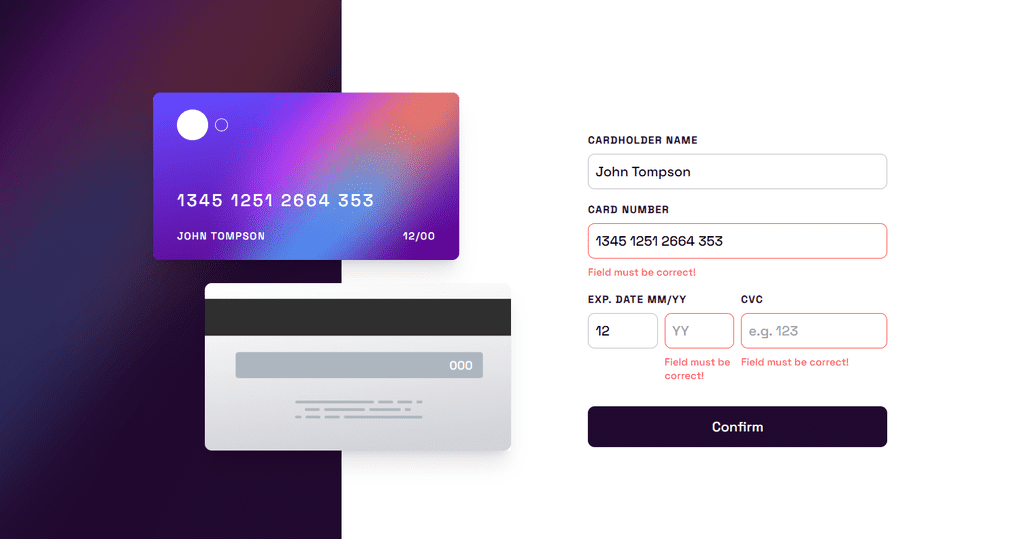 1345 1251 2664 353
JOHN TOMPSON 12/00
000
CARDHOLDER NAME
John Tompson
CARD NUMBER
1345 1251 2664 353
Field must be correct!
EXP. DATE MM/YY CVC
12 YY e.g. 123
Field must be Field must be correct!
correct!
Confirm